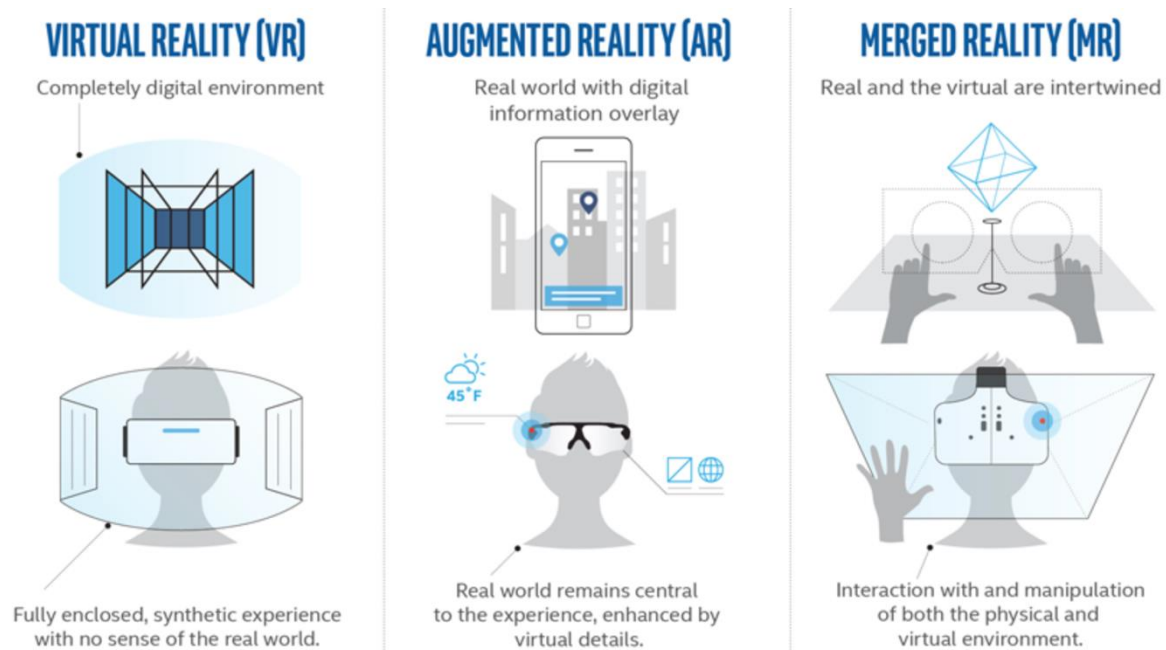 VIRTUAL REALITY (VR)
Completely digital environment
Fully enclosed, synthetic experience
with no sense of the real world.
AUGMENTED REALITY (AR)
Real world with digital
information overlay
45°F
Real world remains central
to the experience, enhanced by
virtual details.
MERGED REALITY (MR)
Real and the virtual are intertwined
Interaction with and manipulation
of both the physical and
virtual environment.